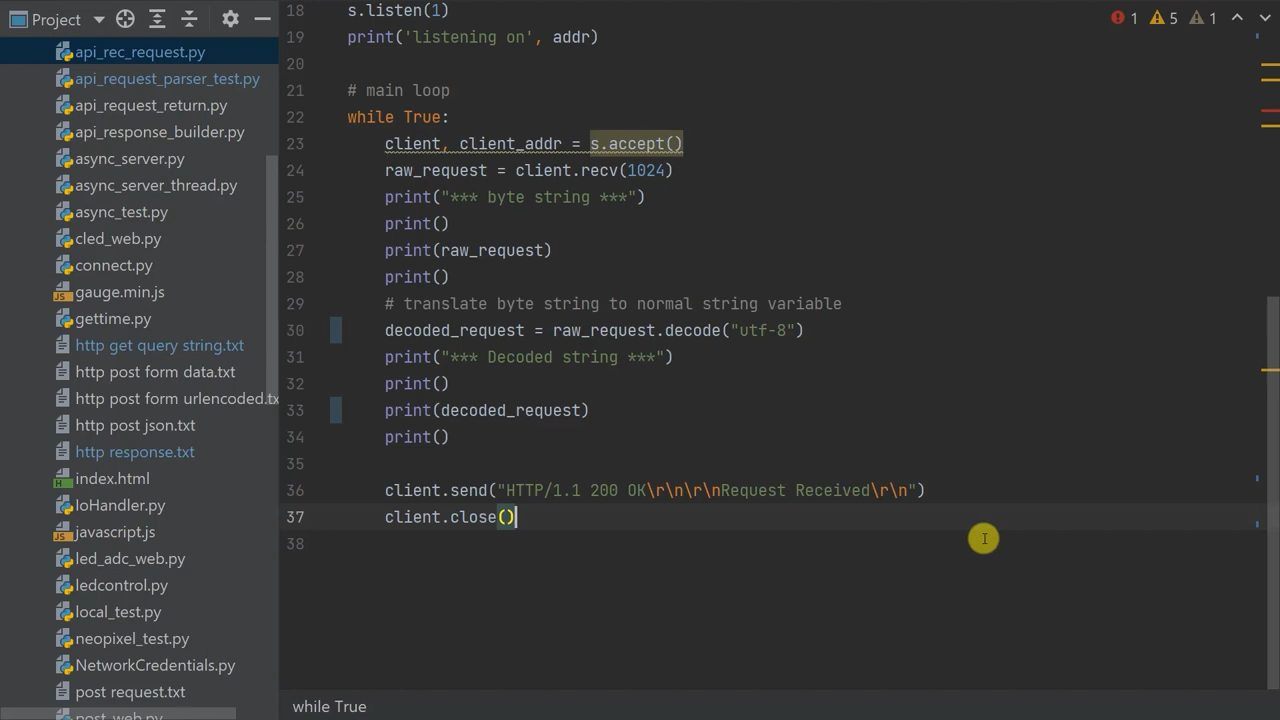 Project
api_rec_request.py
api_request_parser_test.py
api_request_return.py
api_response_builder.py
async_server.py
async_server_thread.py
async_test.py
cled_web.py
connect.py
JS gauge.min.js
gettime.py
http get query string.txt
http post form data.txt
http post form urlencoded.tx
http post json.txt
http response.txt
H index.html
IoHandler.py
JS javascript.js
led_adc_web.py
ledcontrol.py
local_test.py
neopixel_test.py
NetworkCredentials.py
post request.txt
post_web.py
1 5 1
18 s.listen(1)
19 print('listening on', addr)
20
21 # main loop
22 while True:
23 client, client_addr = s.accept()
24 raw_request = client.recv(1024)
25 print("*** byte string ***")
26 print()
27 print(raw_request)
28 print()
29 # translate byte string to normal string variable
30 decoded_request = raw_request.decode("utf-8")
31 print("*** Decoded string ***")
32 print()
33 print(decoded_request)
34 print()
35
36 client.send("HTTP/1.1 200 OK\r\n\r\nRequest Received\r\n")
37 client.close()
38
while True